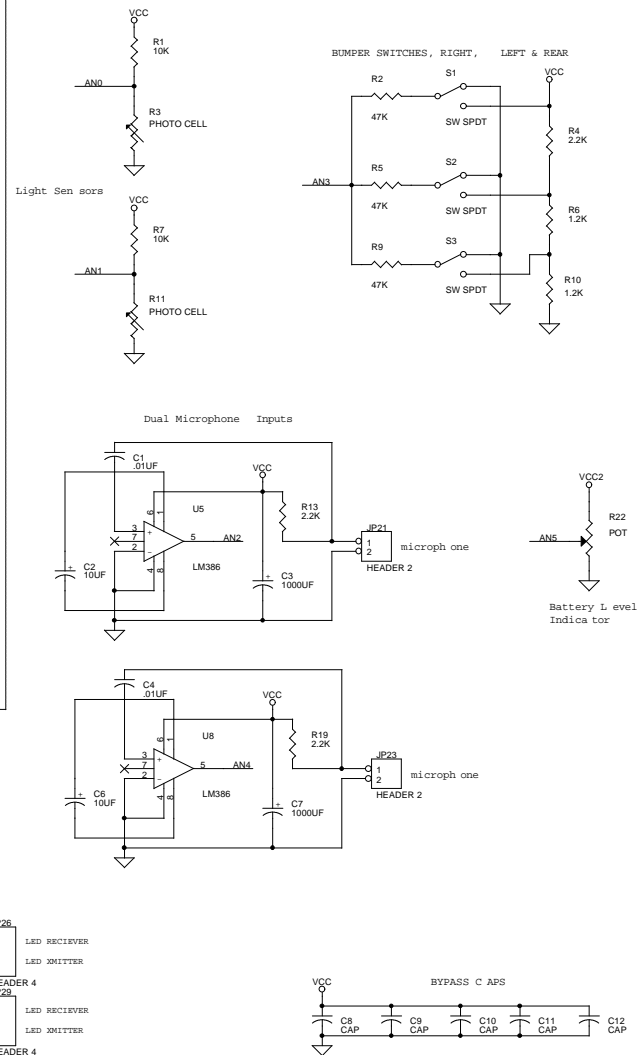 VCC
R1
10K
AN0
R3
PHOTO CELL
Light Sen sors
VCC
R7
10K
AN1
R11
PHOTO CELL
BUMPER SWITCHES, RIGHT, LEFT & REAR
R2
47K
S1
SW SPDT
VCC
R4
2.2K
AN3
R5
47K
S2
SW SPDT
R6
1.2K
R9
47K
S3
SW SPDT
R10
1.2K
Dual Microphone Inputs
C1
.01UF
VCC
U5
R13
2.2K
6
1
3
7
2
+
-
5
AN2
4
8
LM386
C2
10UF
+
C3
1000UF
+
JP21
1
2
HEADER 2
microph one
VCC2
R22
POT
AN5
Battery L evel
Indica tor
C4
.01UF
VCC
U8
R19
2.2K
6
1
3
7
2
+
-
5
AN4
4
8
LM386
C6
10UF
+
C7
1000UF
+
JP23
1
2
HEADER 2
microph one
LED RECIEVER
LED XMITTER
EADER 4
LED RECIEVER
LED XMITTER
EADER 4
VCC
BYPASS C APS
C8
CAP
C9
CAP
C10
CAP
C11
CAP
C12
CAP